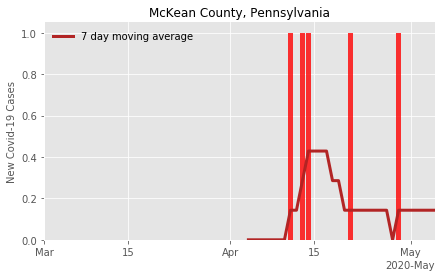 McKean County, Pennsylvania
7 day moving average
New Covid-19 Cases
1.0
0.8
0.6
0.4
0.2
0.0
Mar
15
Apr
15
May
2020-May